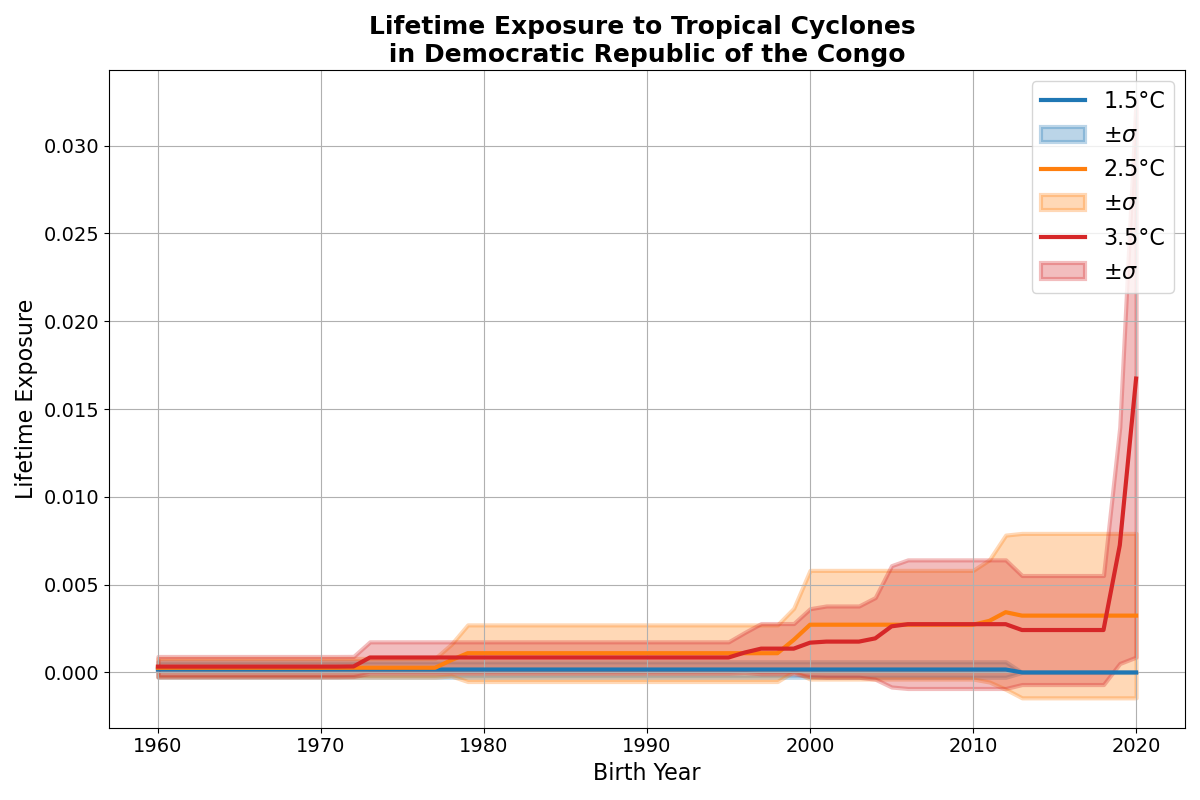 Lifetime Exposure to Tropical Cyclones
in Democratic Republic of the Congo
1.5°C
±σ
2.5°C
±σ
3.5°C
±σ
Lifetime Exposure
0.030
0.025
0.020
0.015
0.010
0.005
0.000
1960 1970 1980 1990 2000 2010 2020
Birth Year